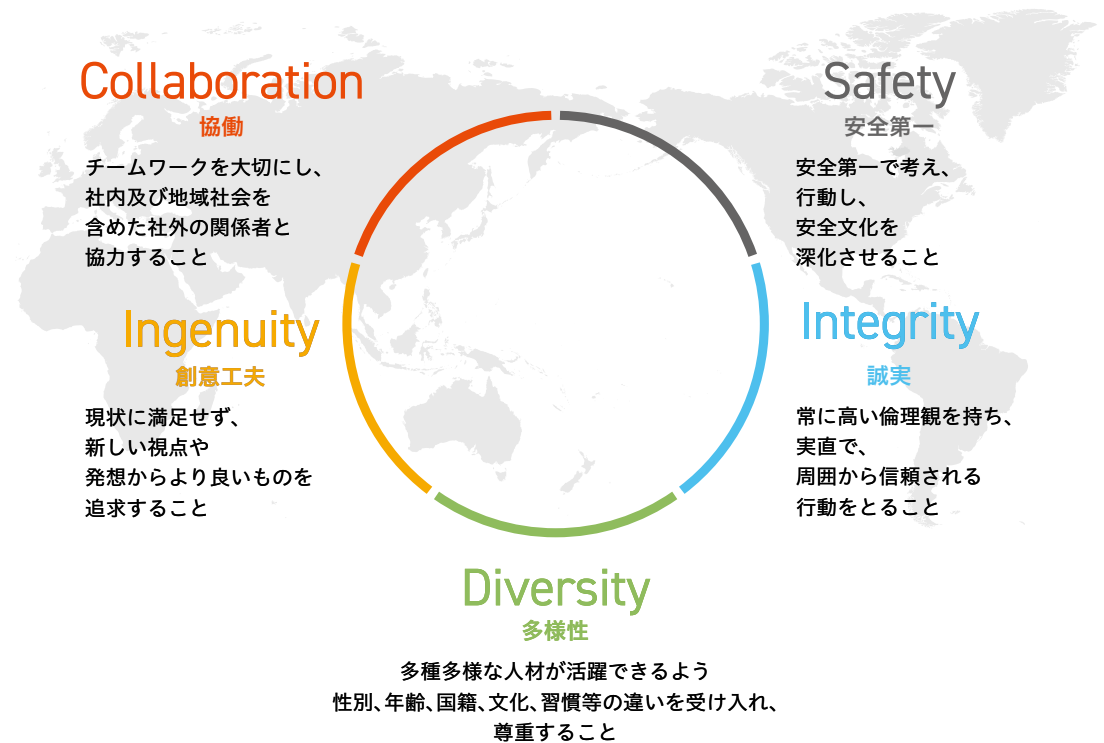 Collaboration
協働
チームワークを大切にし、
社内及び地域社会を
含めた社外の関係者と
協力すること
Safety
安全第一
安全第一で考え、
行動し、
安全文化を
深化させること
Ingenuity
創意工夫
現状に満足せず、
新しい視点や
発想からより良いものを
追求すること
Integrity
誠実
常に高い倫理観を持ち、
実直で、
周囲から信頼される
行動をとること
Diversity
多様性
多種多様な人材が活躍できるよう
性別、年齢、国籍、文化、習慣等の違いを受け入れ、
尊重すること